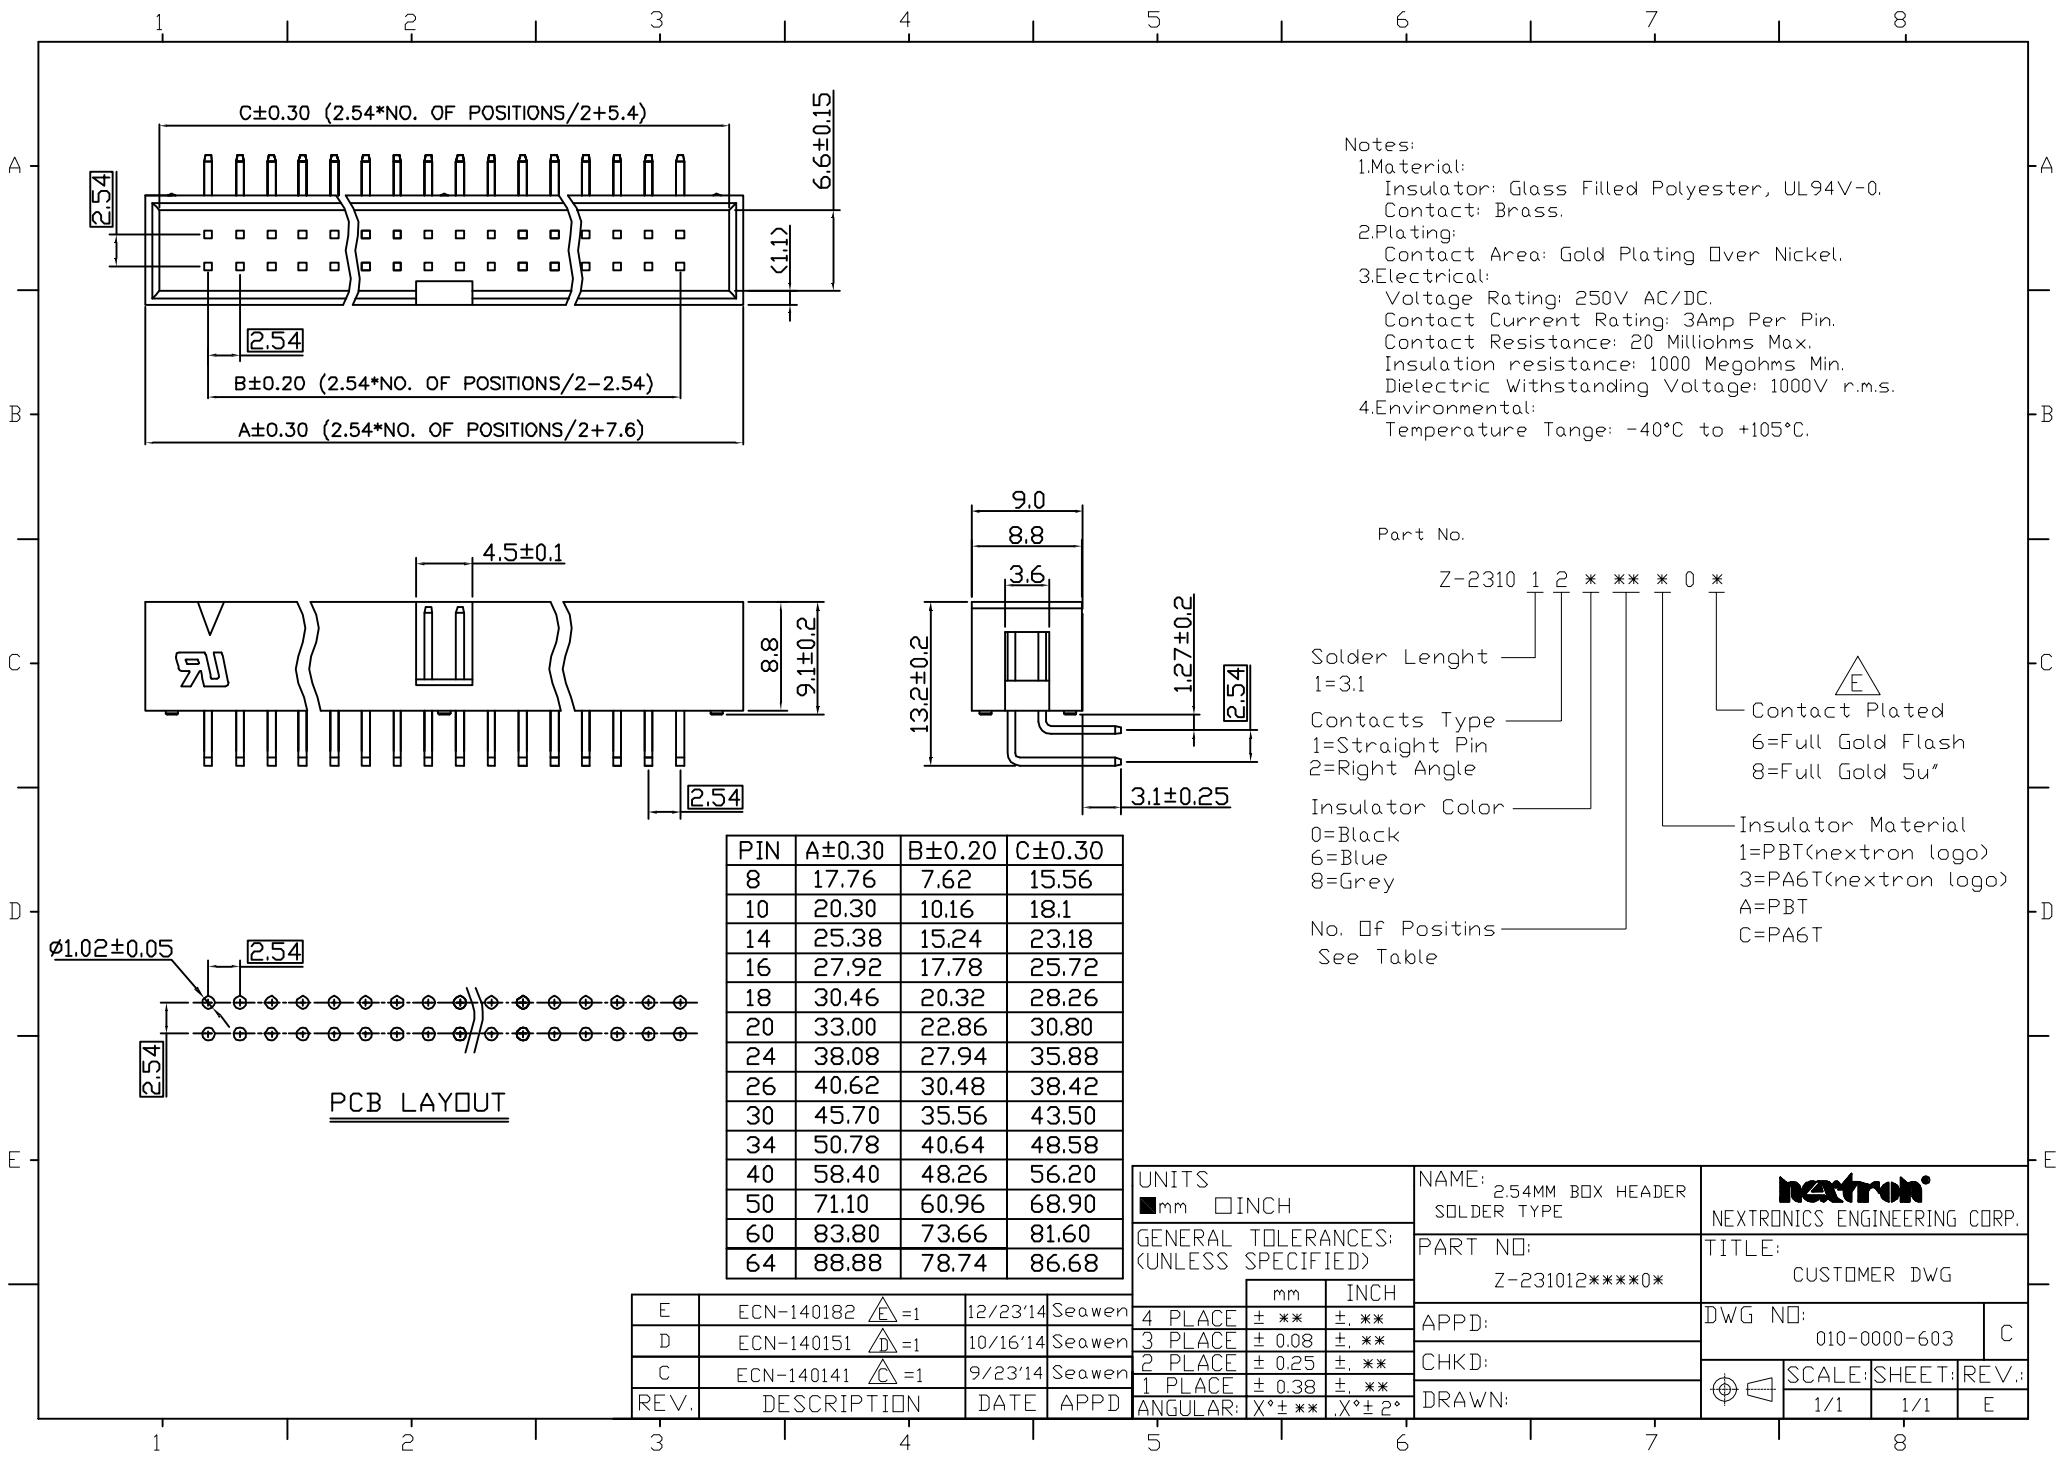 1 2 3 4 5 6 7 8
A
B
C
D
E
A
B
C
D
E
C±0.30 (2.54*NO. OF POSITIONS/2+5.4)
6.6±0.15
2.54
(1.1)
2.54
B±0.20 (2.54*NO. OF POSITIONS/2-2.54)
A±0.30 (2.54*NO. OF POSITIONS/2+7.6)
Notes:
1.Material:
Insulator: Glass Filled Polyester, UL94V-0.
Contact: Brass.
2.Plating:
Contact Area: Gold Plating Over Nickel.
3.Electrical:
Voltage Rating: 250V AC/DC.
Contact Current Rating: 3Amp Per Pin.
Contact Resistance: 20 Milliohms Max.
Insulation resistance: 1000 Megohms Min.
Dielectric Withstanding Voltage: 1000V r.m.s.
4.Environmental:
Temperature Tange: -40°C to +105°C.
4.5±0.1
8.8
9.1±0.2
2.54
9.0
8.8
3.6
13.2±0.2
1.27±0.2
2.54
3.1±0.25
Part No.
Z-2310 1 2 * ** * 0 *
Solder Lenght
1=3.1
Contacts Type
1=Straight Pin
2=Right Angle
Insulator Color
0=Black
6=Blue
8=Grey
No. Of Positins
See Table
E
Contact Plated
6=Full Gold Flash
8=Full Gold 5u"
Insulator Material
1=PBT(nextron logo)
3=PA6T(nextron logo)
A=PBT
C=PA6T
Ø1.02±0.05
2.54
2.54
PCB LAYOUT
PIN A±0.30 B±0.20 C±0.30
8 17.76 7.62 15.56
10 20.30 10.16 18.1
14 25.38 15.24 23.18
16 27.92 17.78 25.72
18 30.46 20.32 28.26
20 33.00 22.86 30.80
24 38.08 27.94 35.88
26 40.62 30.48 38.42
30 45.70 35.56 43.50
34 50.78 40.64 48.58
40 58.40 48.26 56.20
50 71.10 60.96 68.90
60 83.80 73.66 81.60
64 88.88 78.74 86.68
E ECN-140182 E =1 12/23'14 Seawen
D ECN-140151 D =1 10/16'14 Seawen
C ECN-140141 C =1 9/23'14 Seawen
REV. DESCRIPTION DATE APPD
UNITS
mm INCH
GENERAL TOLERANCES:
(UNLESS SPECIFIED)
mm INCH
4 PLACE ± ** ±. **
3 PLACE ± 0.08 ±. **
2 PLACE ± 0.25 ±. **
1 PLACE ± 0.38 ±. **
ANGULAR: X°± ** .X°± 2°
NAME: 2.54MM BOX HEADER
SOLDER TYPE
PART NO:
Z-231012****0*
APPD:
CHKD:
DRAWN:
nextron®
NEXTRONICS ENGINEERING CORP.
TITLE:
CUSTOMER DWG
DWG NO:
010-0000-603 C
SCALE: SHEET: REV.:
1/1 1/1 E
1 2 3 4 5 6 7 8